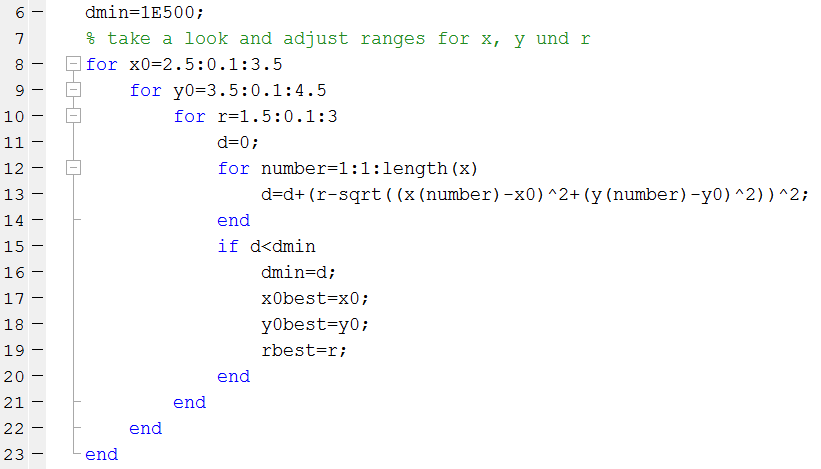 6 – dmin=1E500;
7 % take a look and adjust ranges for x, y und r
8 – for x0=2.5:0.1:3.5
9 – for y0=3.5:0.1:4.5
10 – for r=1.5:0.1:3
11 – d=0;
12 – for number=1:1:length(x)
13 – d=d+(r-sqrt((x(number)-x0)^2+(y(number)-y0)^2))^2;
14 – end
15 – if d<dmin
16 – dmin=d;
17 – x0best=x0;
18 – y0best=y0;
19 – rbest=r;
20 – end
21 – end
22 – end
23 – end